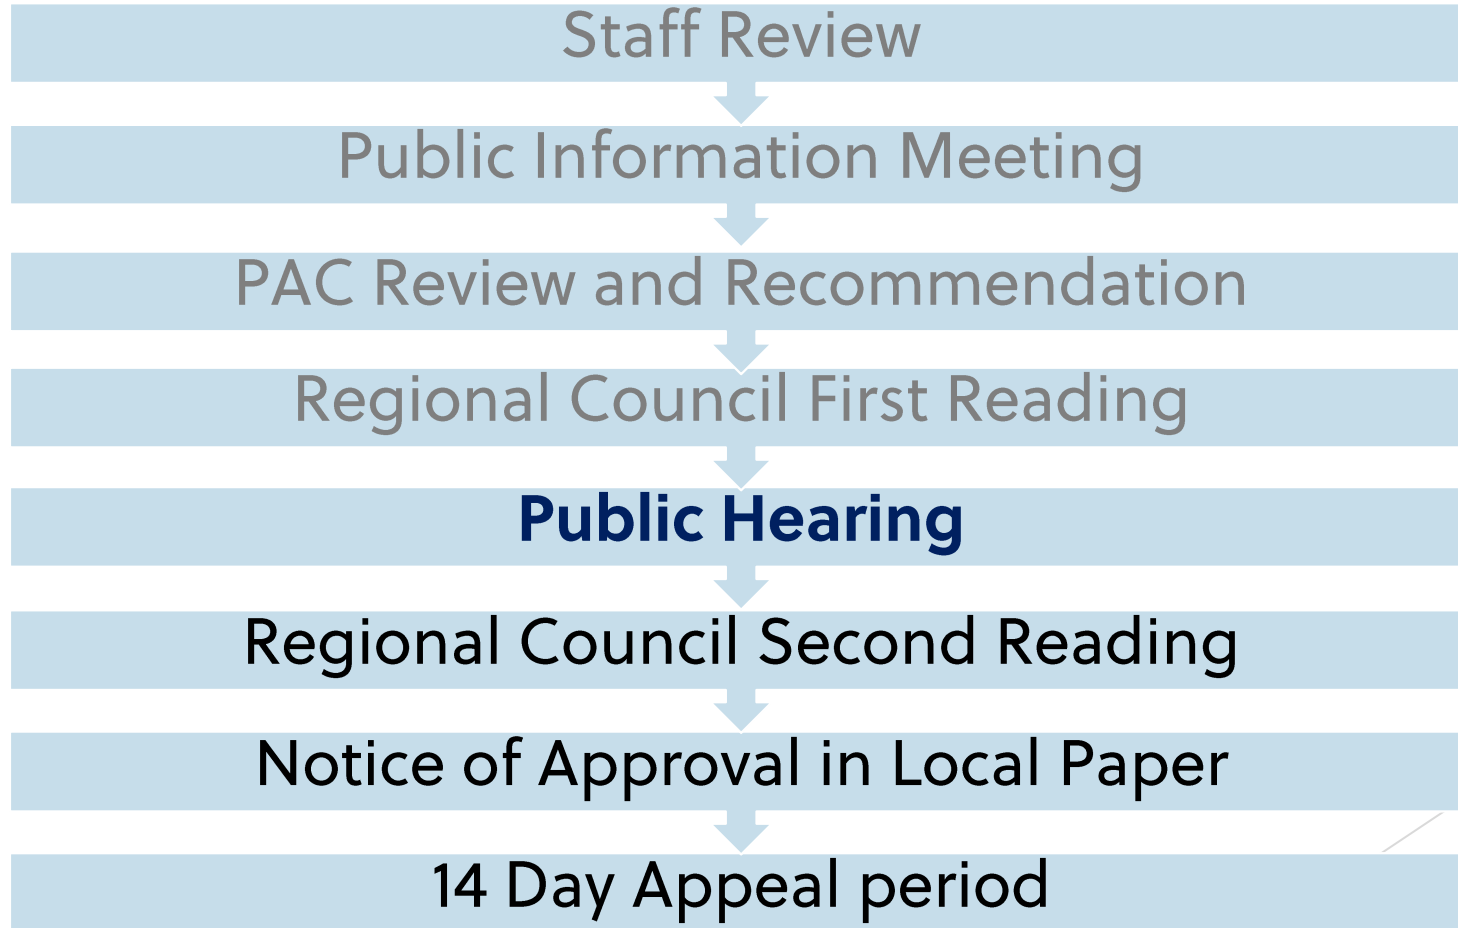 Staff Review
Public Information Meeting
PAC Review and Recommendation
Regional Council First Reading
Public Hearing
Regional Council Second Reading
Notice of Approval in Local Paper
14 Day Appeal period